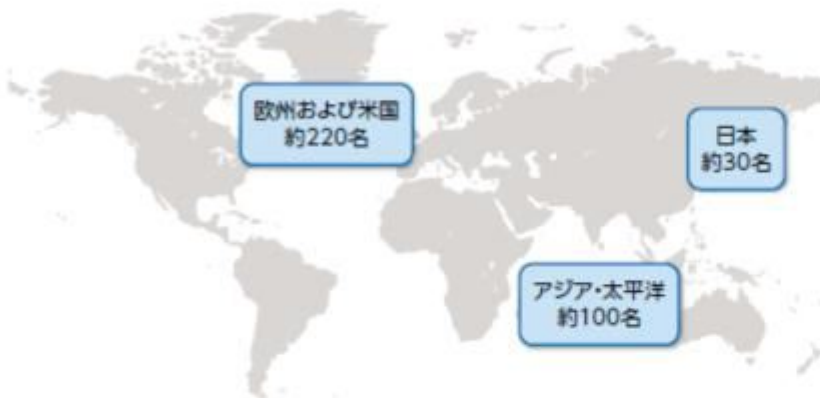 欧州および米国
約220名
日本
約30名
アジア・太平洋
約100名